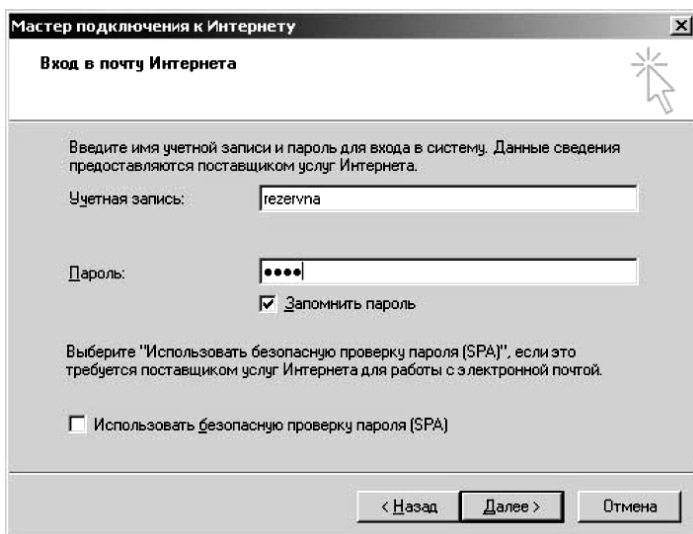 Мастер подключения к Интернету
Вход в почту Интернета
Введите имя учетной записи и пароль для входа в систему. Данные сведения
предоставляются поставщиком услуг Интернета.
Учетная запись: rezervna
Пароль: ••••
Запомнить пароль
Выберите "Использовать безопасную проверку пароля (SPA)", если это
требуется поставщиком услуг Интернета для работы с электронной почтой.
Использовать безопасную проверку пароля (SPA)
< Назад Далее > Отмена